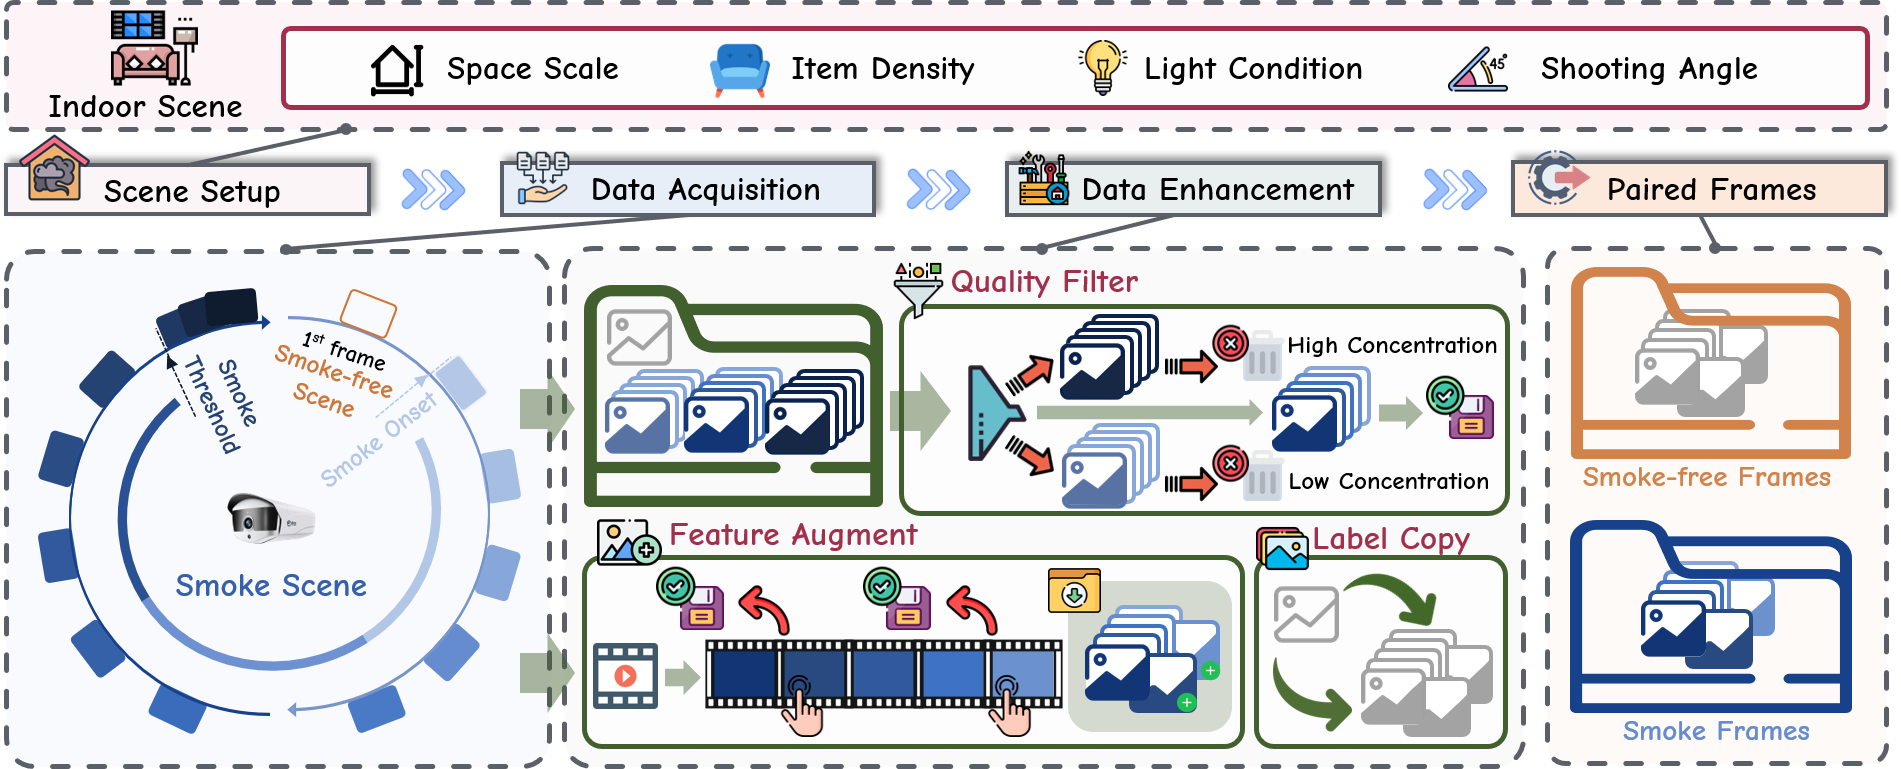 Indoor Scene
Space Scale
Item Density
Light Condition
45°
Shooting Angle
Scene Setup
Data Acquisition
Data Enhancement
Paired Frames
1st frame
Smoke-free
Scene
Smoke
Threshold
Smoke Onset
Smoke Scene
Quality Filter
High Concentration
Low Concentration
Feature Augment
Label Copy
Smoke-free Frames
Smoke Frames